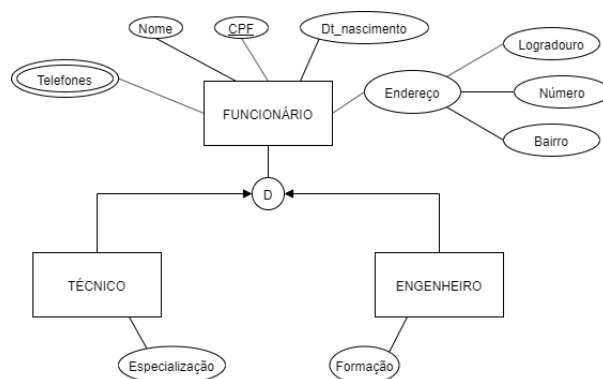 Nome
CPF
Dt_nascimento
Logradouro
Telefones
FUNCIONÁRIO
Endereço
Número
Bairro
D
TÉCNICO
ENGENHEIRO
Especialização
Formação